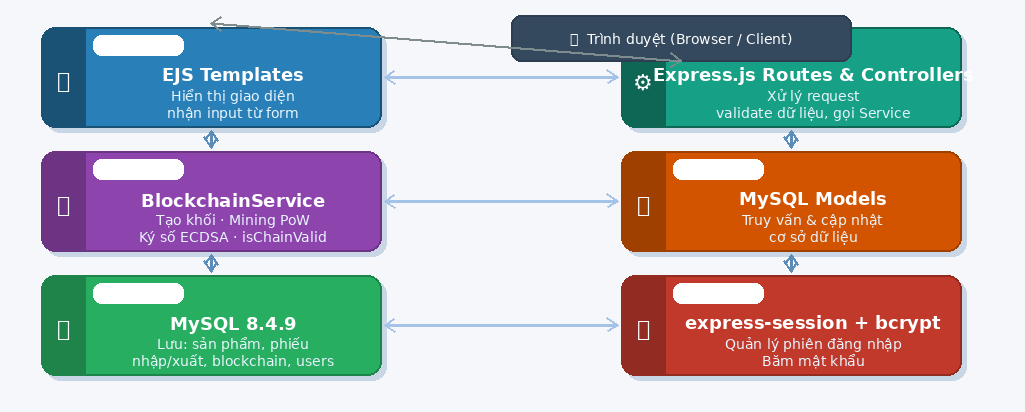 Trình duyệt (Browser / Client)
EJS Templates
Hiển thị giao diện
nhận input từ form
Express.js Routes & Controllers
Xử lý request
validate dữ liệu, gọi Service
BlockchainService
Tạo khối · Mining PoW
Ký số ECDSA · isChainValid
MySQL Models
Truy vấn & cập nhật
cơ sở dữ liệu
MySQL 8.4.9
Lưu: sản phẩm, phiếu
nhập/xuất, blockchain, users
express-session + bcrypt
Quản lý phiên đăng nhập
Băm mật khẩu